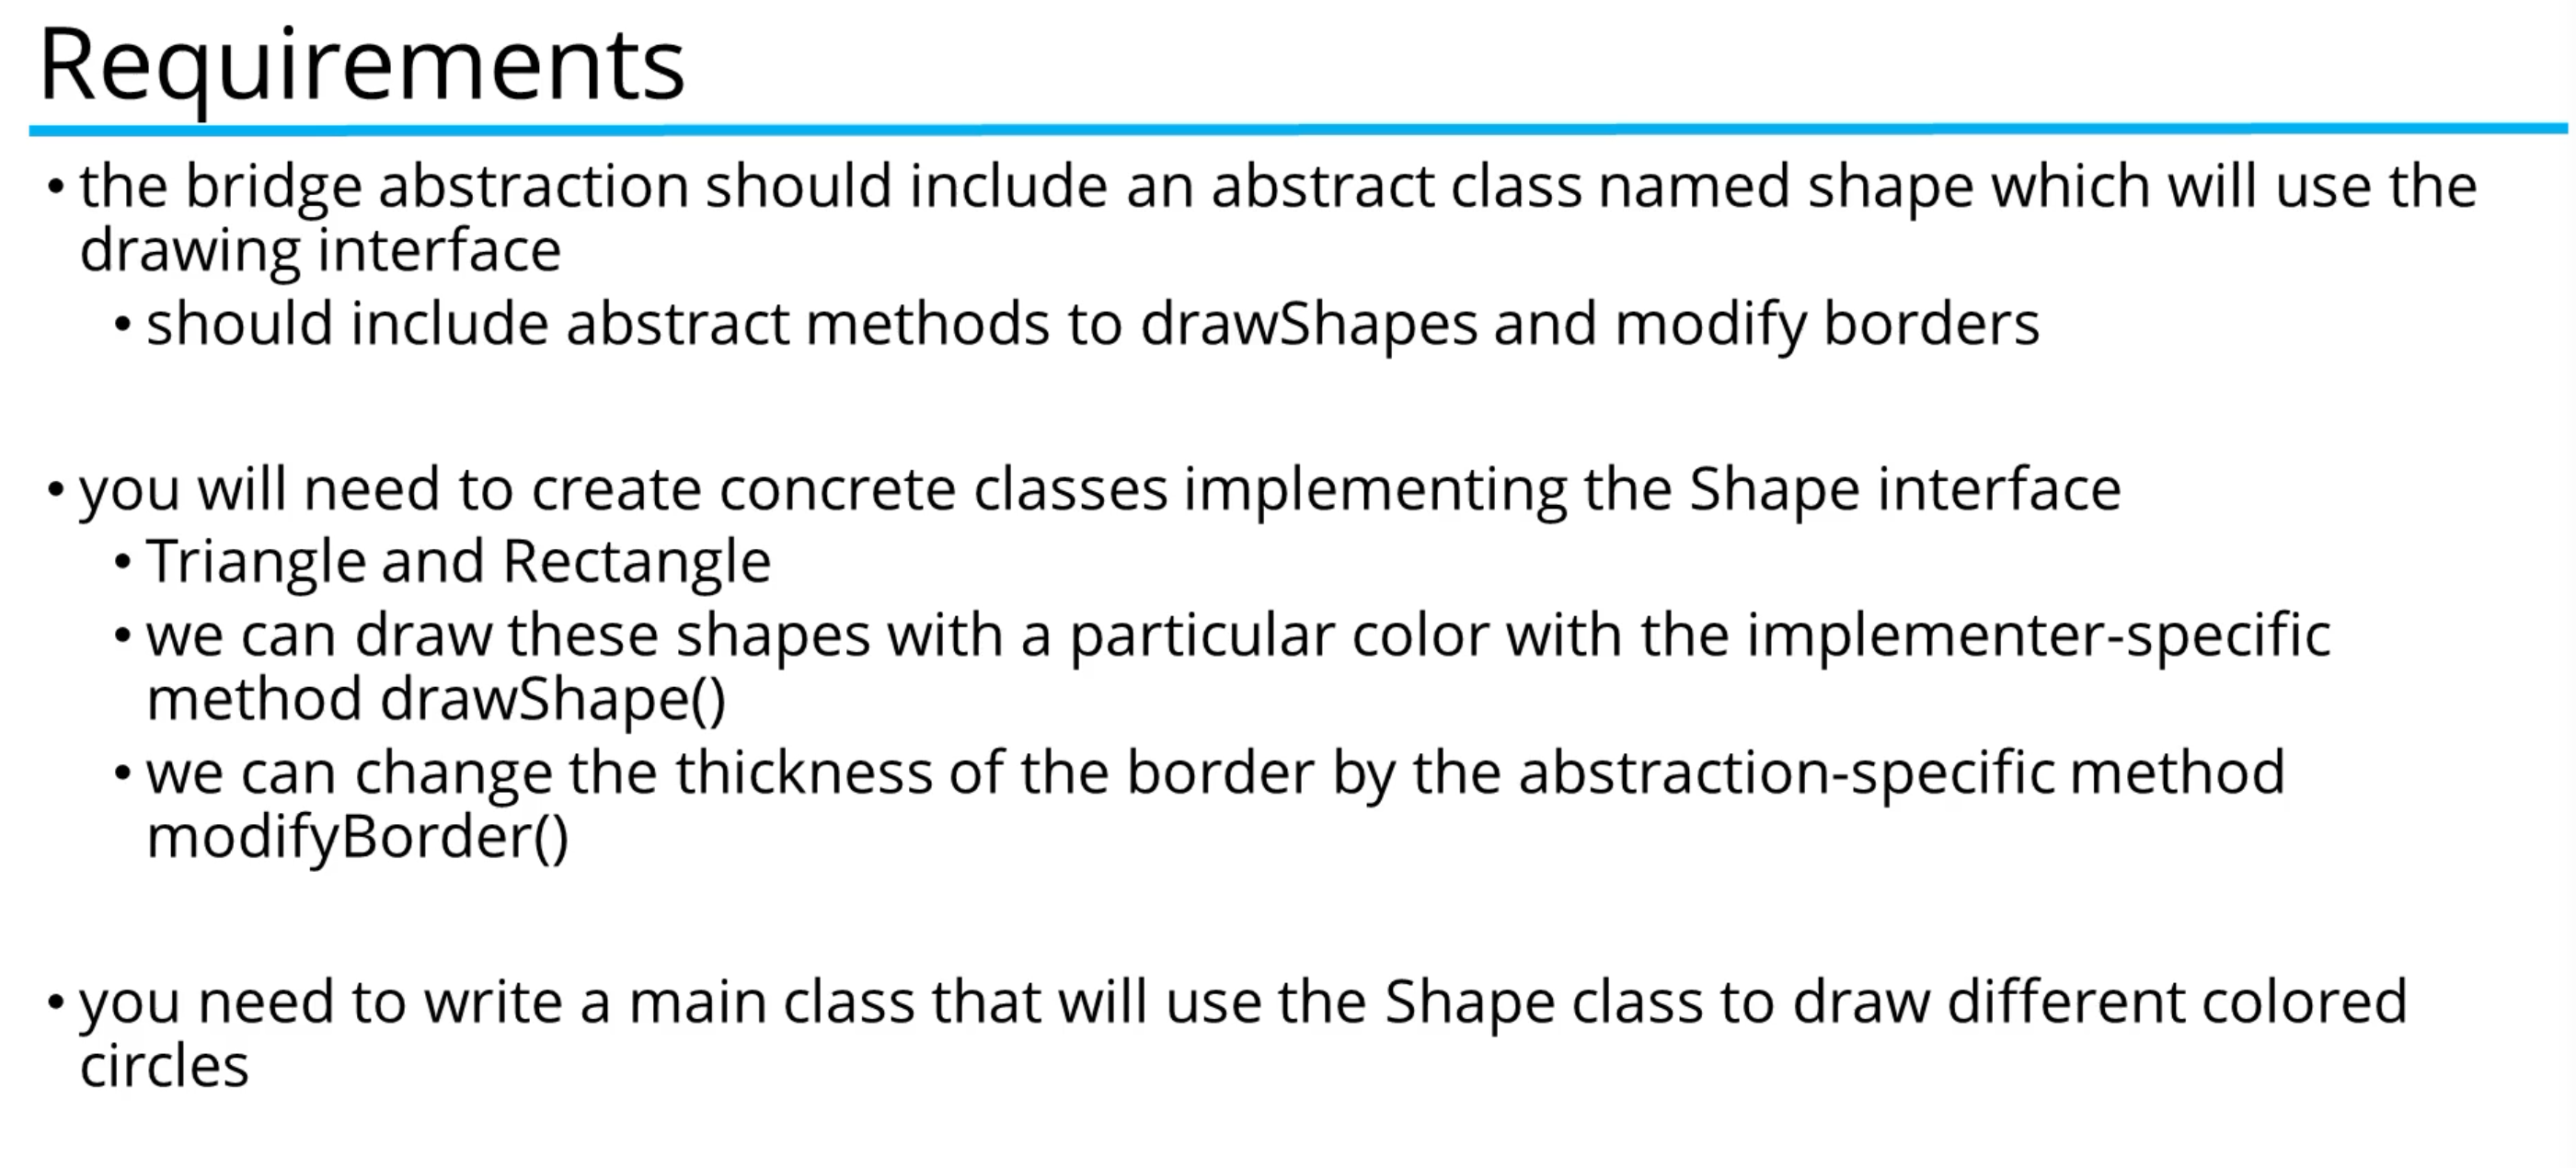 Requirements
• the bridge abstraction should include an abstract class named shape which will use the
drawing interface
• should include abstract methods to drawShapes and modify borders
• you will need to create concrete classes implementing the Shape interface
• Triangle and Rectangle
• we can draw these shapes with a particular color with the implementer-specific
method drawShape()
• we can change the thickness of the border by the abstraction-specific method
modifyBorder()
• you need to write a main class that will use the Shape class to draw different colored
circles